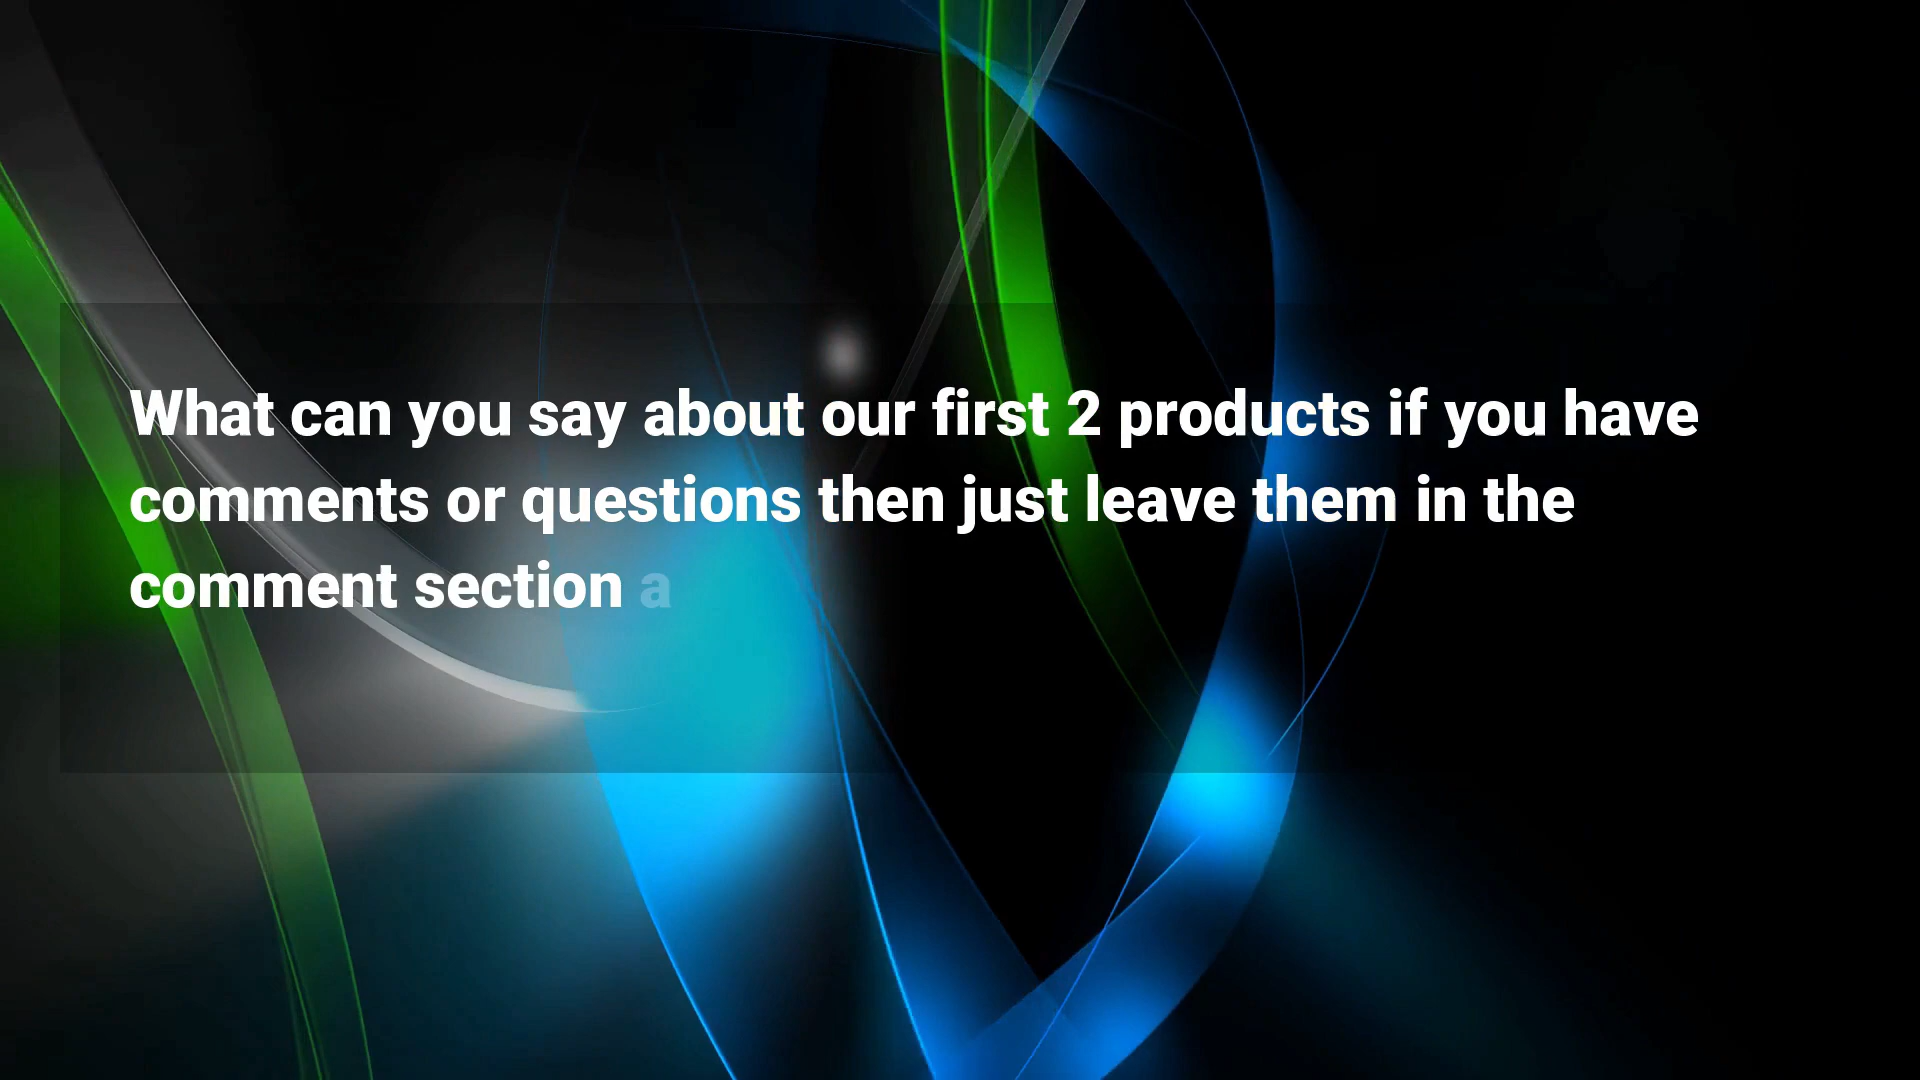 What can you say about our first 2 products if you have
comments or questions then just leave them in the
comment section a